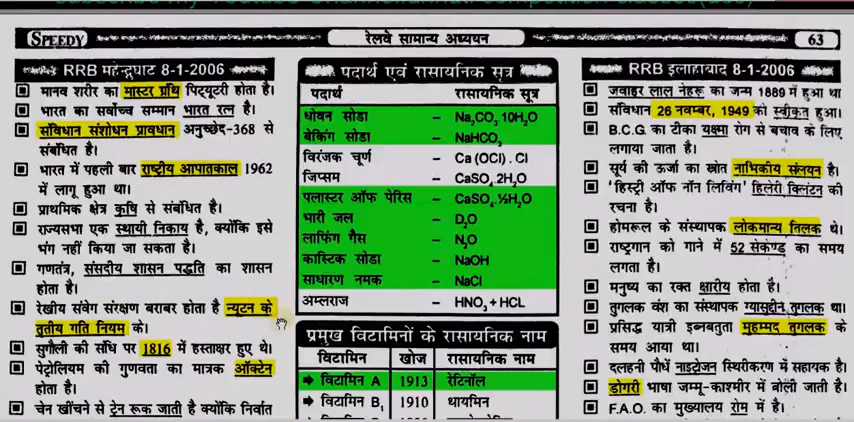 SPEEDY
रेलवे सामान्य अध्ययन
63
RRB महेन्द्रघाट 8-1-2006
मानव शरीर का मास्टर ग्रंथि पिट्यूटरी होता है।
भारत का सर्वोच्च सम्मान भारत रत्न है।
संविधान संशोधन प्रावधान अनुच्छेद-368 से
संबंधित है।
भारत में पहली बार राष्ट्रीय आपातकाल 1962
में लागू हुआ था।
प्राथमिक क्षेत्र कृषि से संबंधित है।
राज्यसभा एक स्थायी निकाय है, क्योंकि इसे
भंग नहीं किया जा सकता है।
गणतंत्र, संसदीय शासन पद्धति का शासन
होता है।
रेखीय संवेग संरक्षण बराबर होता है न्यूटन के
तृतीय गति नियम को।
सुगौली की संधि पर 1816 में हस्ताक्षर हुए थे।
पेट्रोलियम की गुणवता का मात्रक ऑक्टेन
होता है।
चेन खींचने से ट्रेन रूक जाती है क्योंकि निर्वात
पदार्थ एवं रासायनिक सूत्र
पदार्थ रासायनिक सूत्र
धोवन सोडा – Na₂CO₃ 10H₂O
बेकिंग सोडा – NaHCO₃
विरंजक चूर्ण – Ca (OCl) . Cl
जिप्सम – CaSO₄.2H₂O
प्लास्टर ऑफ पेरिस – CaSO₄.½H₂O
भारी जल – D₂O
लाफिंग गैस – N₂O
कास्टिक सोडा – NaOH
साधारण नमक – NaCl
अम्लराज – HNO₃ + HCL
प्रमुख विटामिनों के रासायनिक नाम
विटामिन खोज रासायनिक नाम
➡ विटामिन A 1913 रेटिनॉल
➡ विटामिन B₁ 1910 थायमिन
RRB इलाहाबाद 8-1-2006
जवाहर लाल नेहरू का जन्म 1889 में हुआ था
संविधान 26 नवम्बर, 1949 को स्वीकृत हुआ।
B.C.G. का टीका यक्ष्मा रोग से बचाव के लिए
लगाया जाता है।
सूर्य की ऊर्जा का स्रोत नाभिकीय संलयन है।
'हिस्ट्री ऑफ नॉन लिविंग' हिलेरी क्लिंटन की
रचना है।
होमरूल के संस्थापक लोकमान्य तिलक थे।
राष्ट्रगान को गाने में 52 सेकेण्ड का समय
लगता है।
मनुष्य का रक्त क्षारीय होता है।
तुगलक वंश का संस्थापक ग्यासुद्दीन तुगलक था।
प्रसिद्ध यात्री इब्नबतुता मुहम्मद तुगलक के
समय आया था।
दलहनी पौधें नाइट्रोजन स्थिरीकरण में सहायक है।
डोगरी भाषा जम्मू-काश्मीर में बोली जाती है।
F.A.O. का मुख्यालय रोम में है।